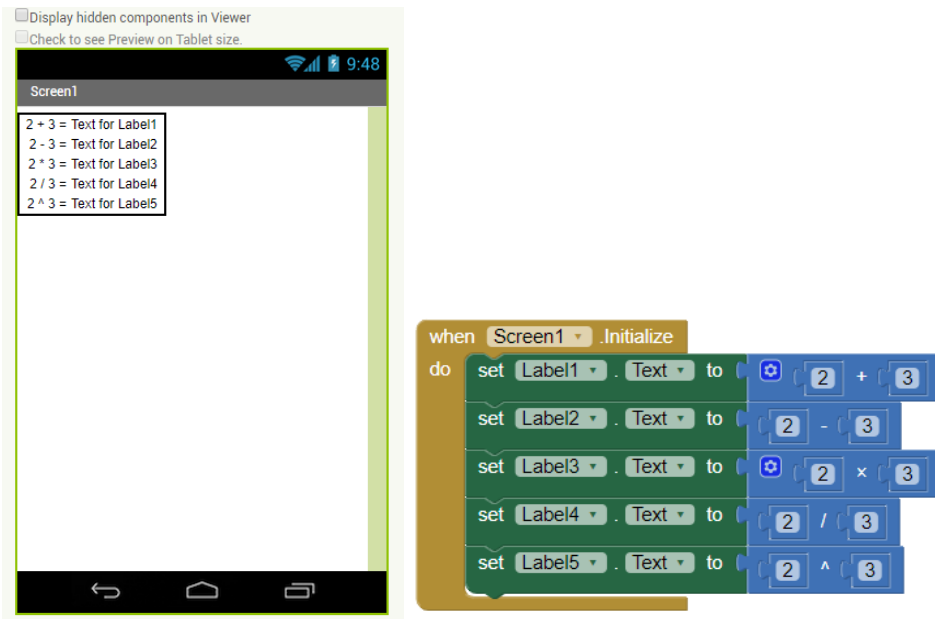 Display hidden components in Viewer
Check to see Preview on Tablet size.
9:48
Screen1
2 + 3 = Text for Label1
2 - 3 = Text for Label2
2 * 3 = Text for Label3
2 / 3 = Text for Label4
2 ^ 3 = Text for Label5
when Screen1 .Initialize
do set Label1 . Text to 2 + 3
set Label2 . Text to 2 - 3
set Label3 . Text to 2 × 3
set Label4 . Text to 2 / 3
set Label5 . Text to 2 ^ 3